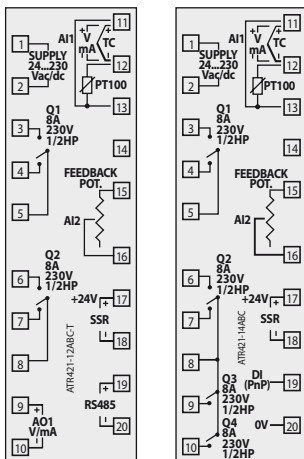 1
2
SUPPLY
24...230
Vac/dc
Q1
8A
230V
1/2HP
3
4
5
Q2
8A
230V
1/2HP
6
7
8
9
10
AO1
V/mA
ATR421-12ABC-T
AI1
V
mA
TC
PT100
11
12
13
14
FEEDBACK
POT.
AI2
15
16
+24V
17
SSR
18
19
RS485
20
1
2
SUPPLY
24...230
Vac/dc
Q1
8A
230V
1/2HP
3
4
5
Q2
8A
230V
1/2HP
6
7
8
Q3
8A
230V
1/2HP
9
Q4
8A
230V
1/2HP
10
ATR421-14ABC
AI1
V
mA
TC
PT100
11
12
13
14
FEEDBACK
POT.
AI2
15
16
+24V
17
SSR
18
DI
(PnP)
19
0V
20